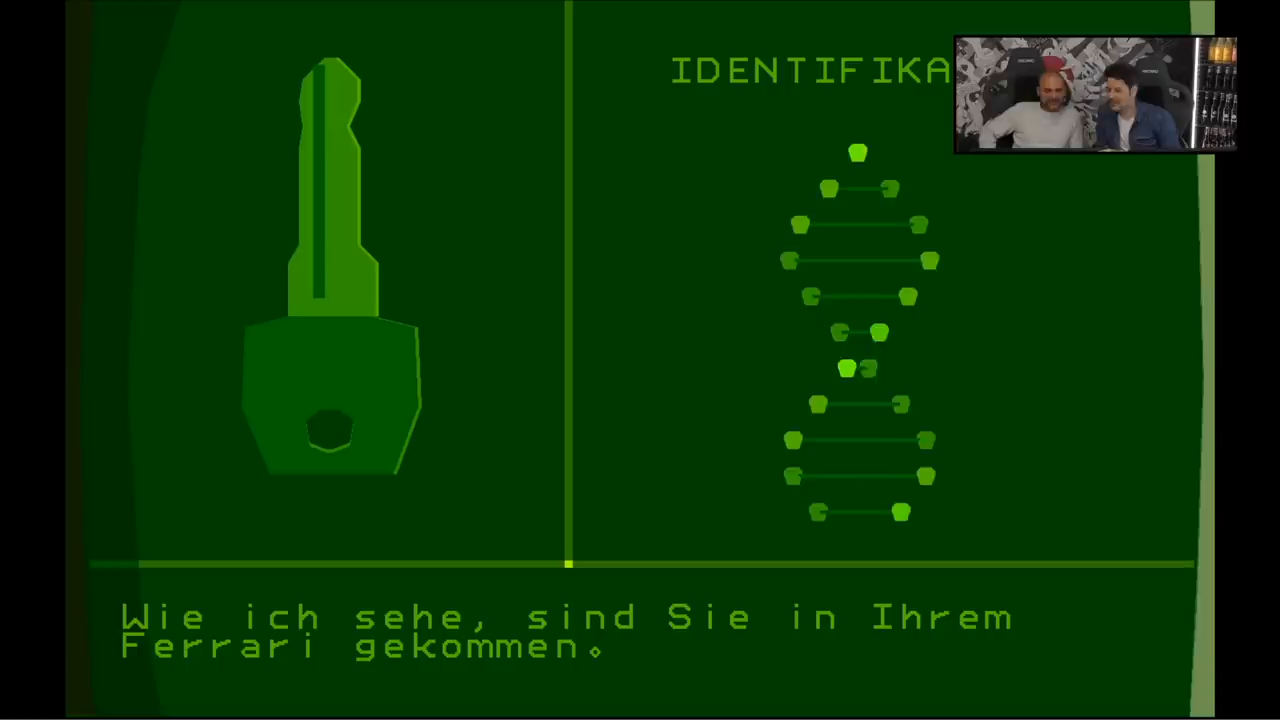 IDENTIFIKA
Wie ich sehe, sind Sie in Ihrem
Ferrari gekommen.